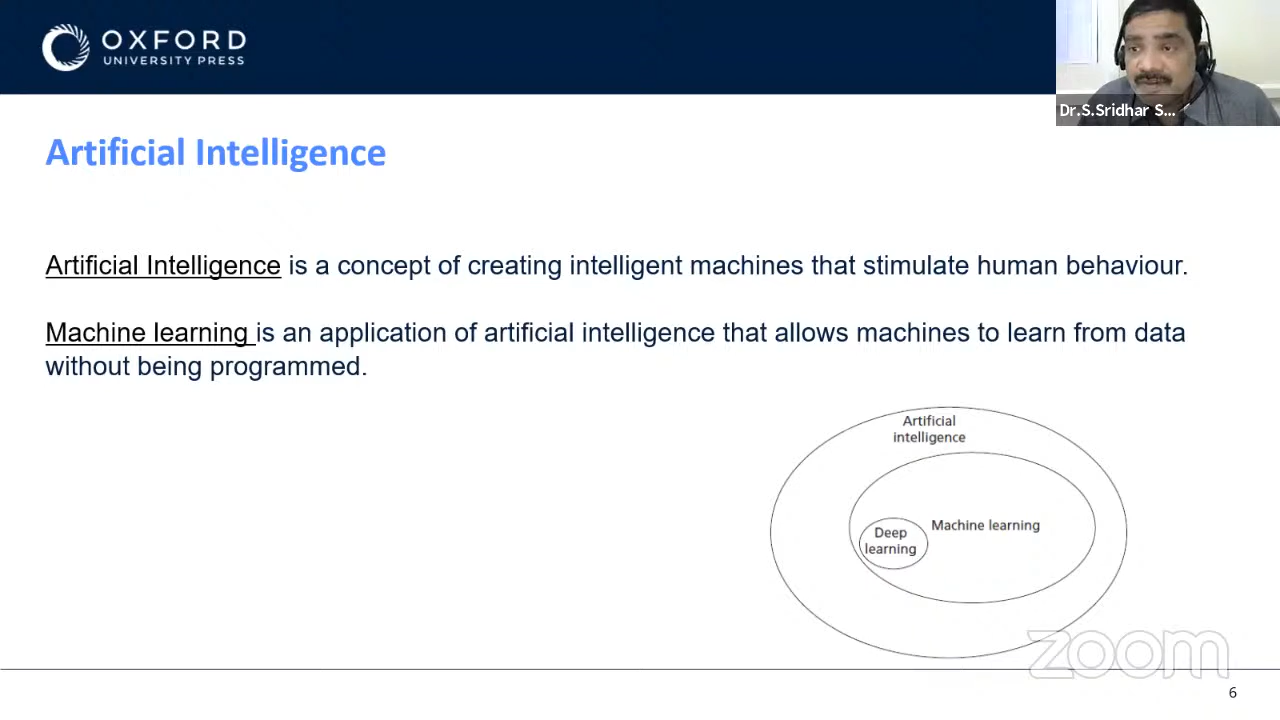 OXFORD
UNIVERSITY PRESS
Dr.S.Sridhar S...
Artificial Intelligence
Artificial Intelligence is a concept of creating intelligent machines that stimulate human behaviour.
Machine learning is an application of artificial intelligence that allows machines to learn from data
without being programmed.
Artificial
intelligence
Machine learning
Deep
learning
zoom
6